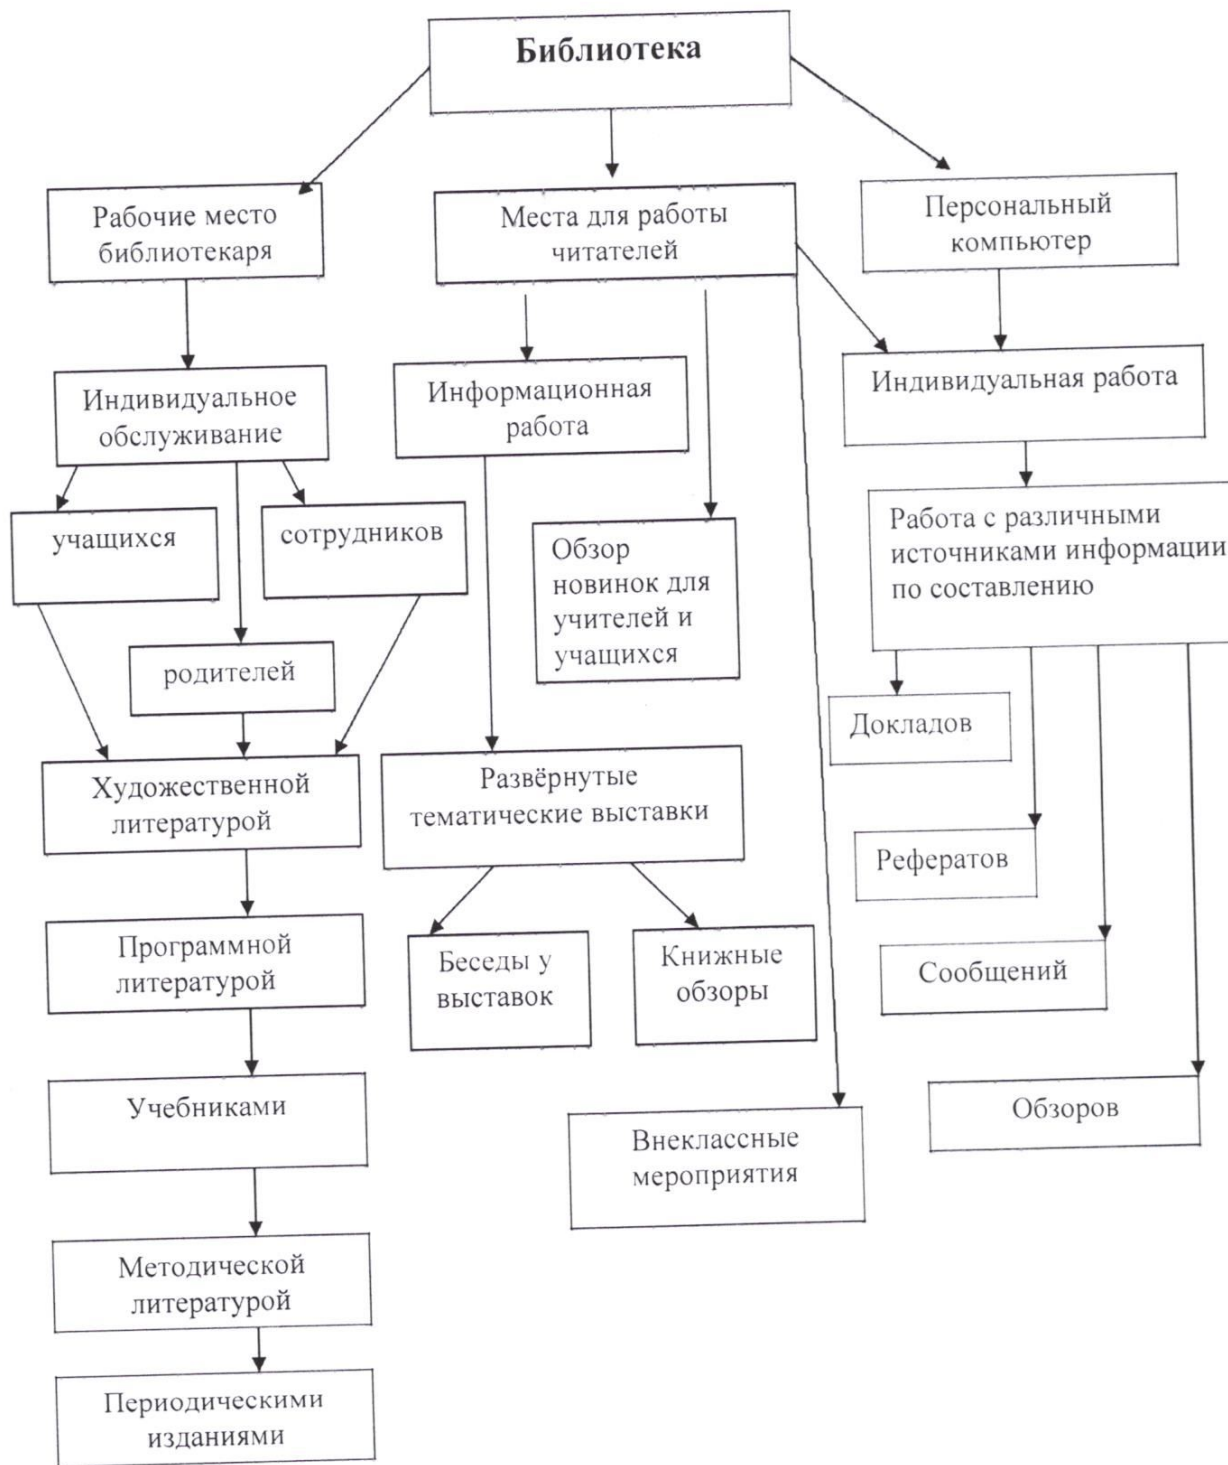 Библиотека
Рабочие место
библиотекаря
Места для работы
читателей
Персональный
компьютер
Индивидуальное
обслуживание
Информационная
работа
Индивидуальная работа
учащихся
сотрудников
родителей
Обзор
новинок для
учителей и
учащихся
Работа с различными
источниками информации
по составлению
Докладов
Рефератов
Сообщений
Обзоров
Художественной
литературой
Развёрнутые
тематические выставки
Программной
литературой
Беседы у
выставок
Книжные
обзоры
Учебниками
Внеклассные
мероприятия
Методической
литературой
Периодическими
изданиями